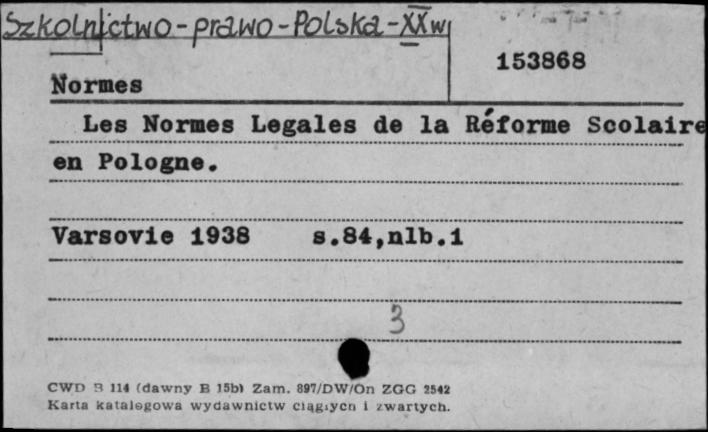 Szkolnictwo-prawo-Polska-XXw
153868
Normes
Les Normes Legales de la Réforme Scolaire
en Pologne.
Varsovie 1938 s.84,nlb.1
3
CWD B 114 (dawny B 15b) Zam. 897/DW/On ZGG 2542
Karta katalogowa wydawnictw ciągłych i zwartych.